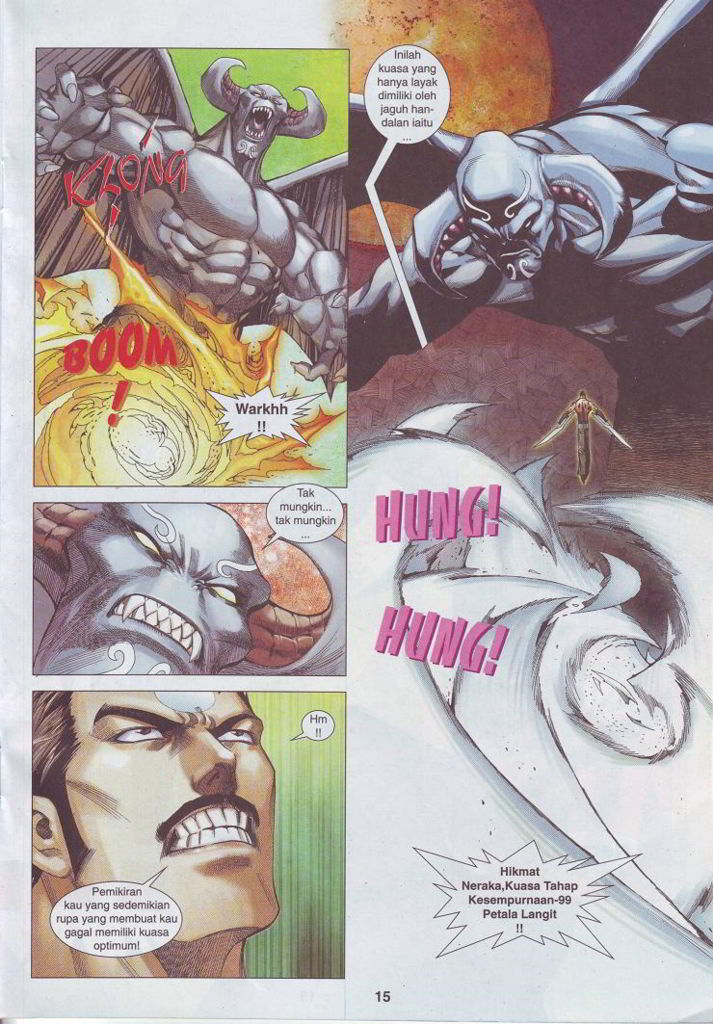 KLONG
!
BOOM
!
Warkhh
!!
Tak
mungkin...
tak mungkin
...
Hm
!!
Pemikiran
kau yang sedemikian
rupa yang membuat kau
gagal memiliki kuasa
optimum!
Inilah
kuasa yang
hanya layak
dimiliki oleh
jaguh han-
dalan iaitu
...
HUNG!
HUNG!
Hikmat
Neraka,Kuasa Tahap
Kesempurnaan-99
Petala Langit
!!
15